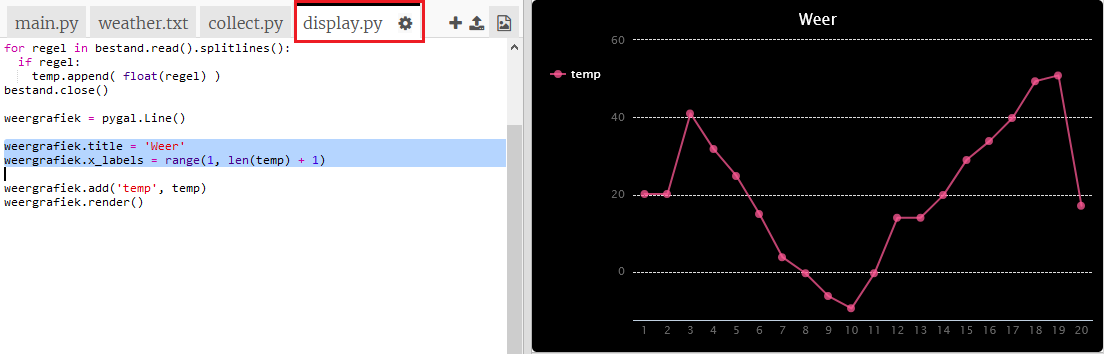 main.py weather.txt collect.py display.py
for regel in bestand.read().splitlines():
  if regel:
    temp.append( float(regel) )
bestand.close()
weergrafiek = pygal.Line()
weergrafiek.title = 'Weer'
weergrafiek.x_labels = range(1, len(temp) + 1)
weergrafiek.add('temp', temp)
weergrafiek.render()
Weer
temp
60
40
20
0
1 2 3 4 5 6 7 8 9 10 11 12 13 14 15 16 17 18 19 20